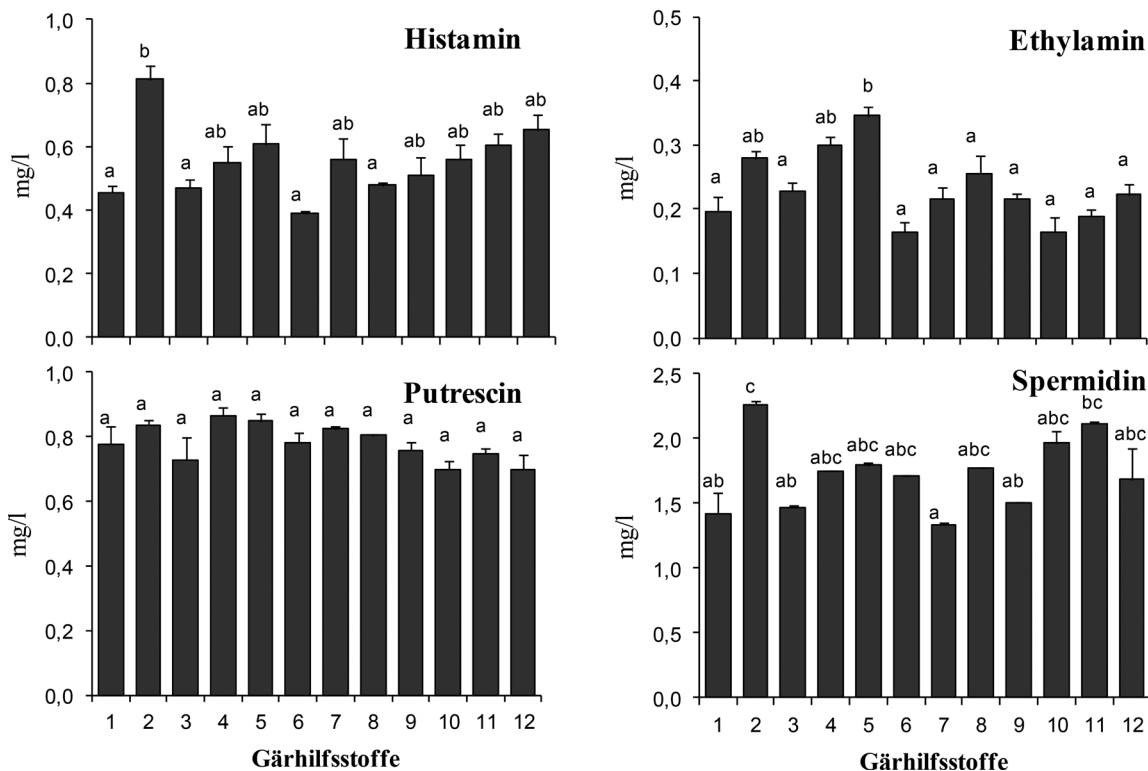 Histamin
mg/l
1,0
0,8
0,6
0,4
0,2
0,0
a b a ab ab a ab a ab ab ab ab
Ethylamin
mg/l
0,5
0,4
0,3
0,2
0,1
0,0
a ab a ab b a a a a a a a
Putrescin
mg/l
1,0
0,8
0,6
0,4
0,2
0,0
a a a a a a a a a a a a
1 2 3 4 5 6 7 8 9 10 11 12
Gärhilfsstoffe
Spermidin
mg/l
2,5
2,0
1,5
1,0
0,5
0,0
ab c ab abc abc abc a abc ab abc bc abc
1 2 3 4 5 6 7 8 9 10 11 12
Gärhilfsstoffe